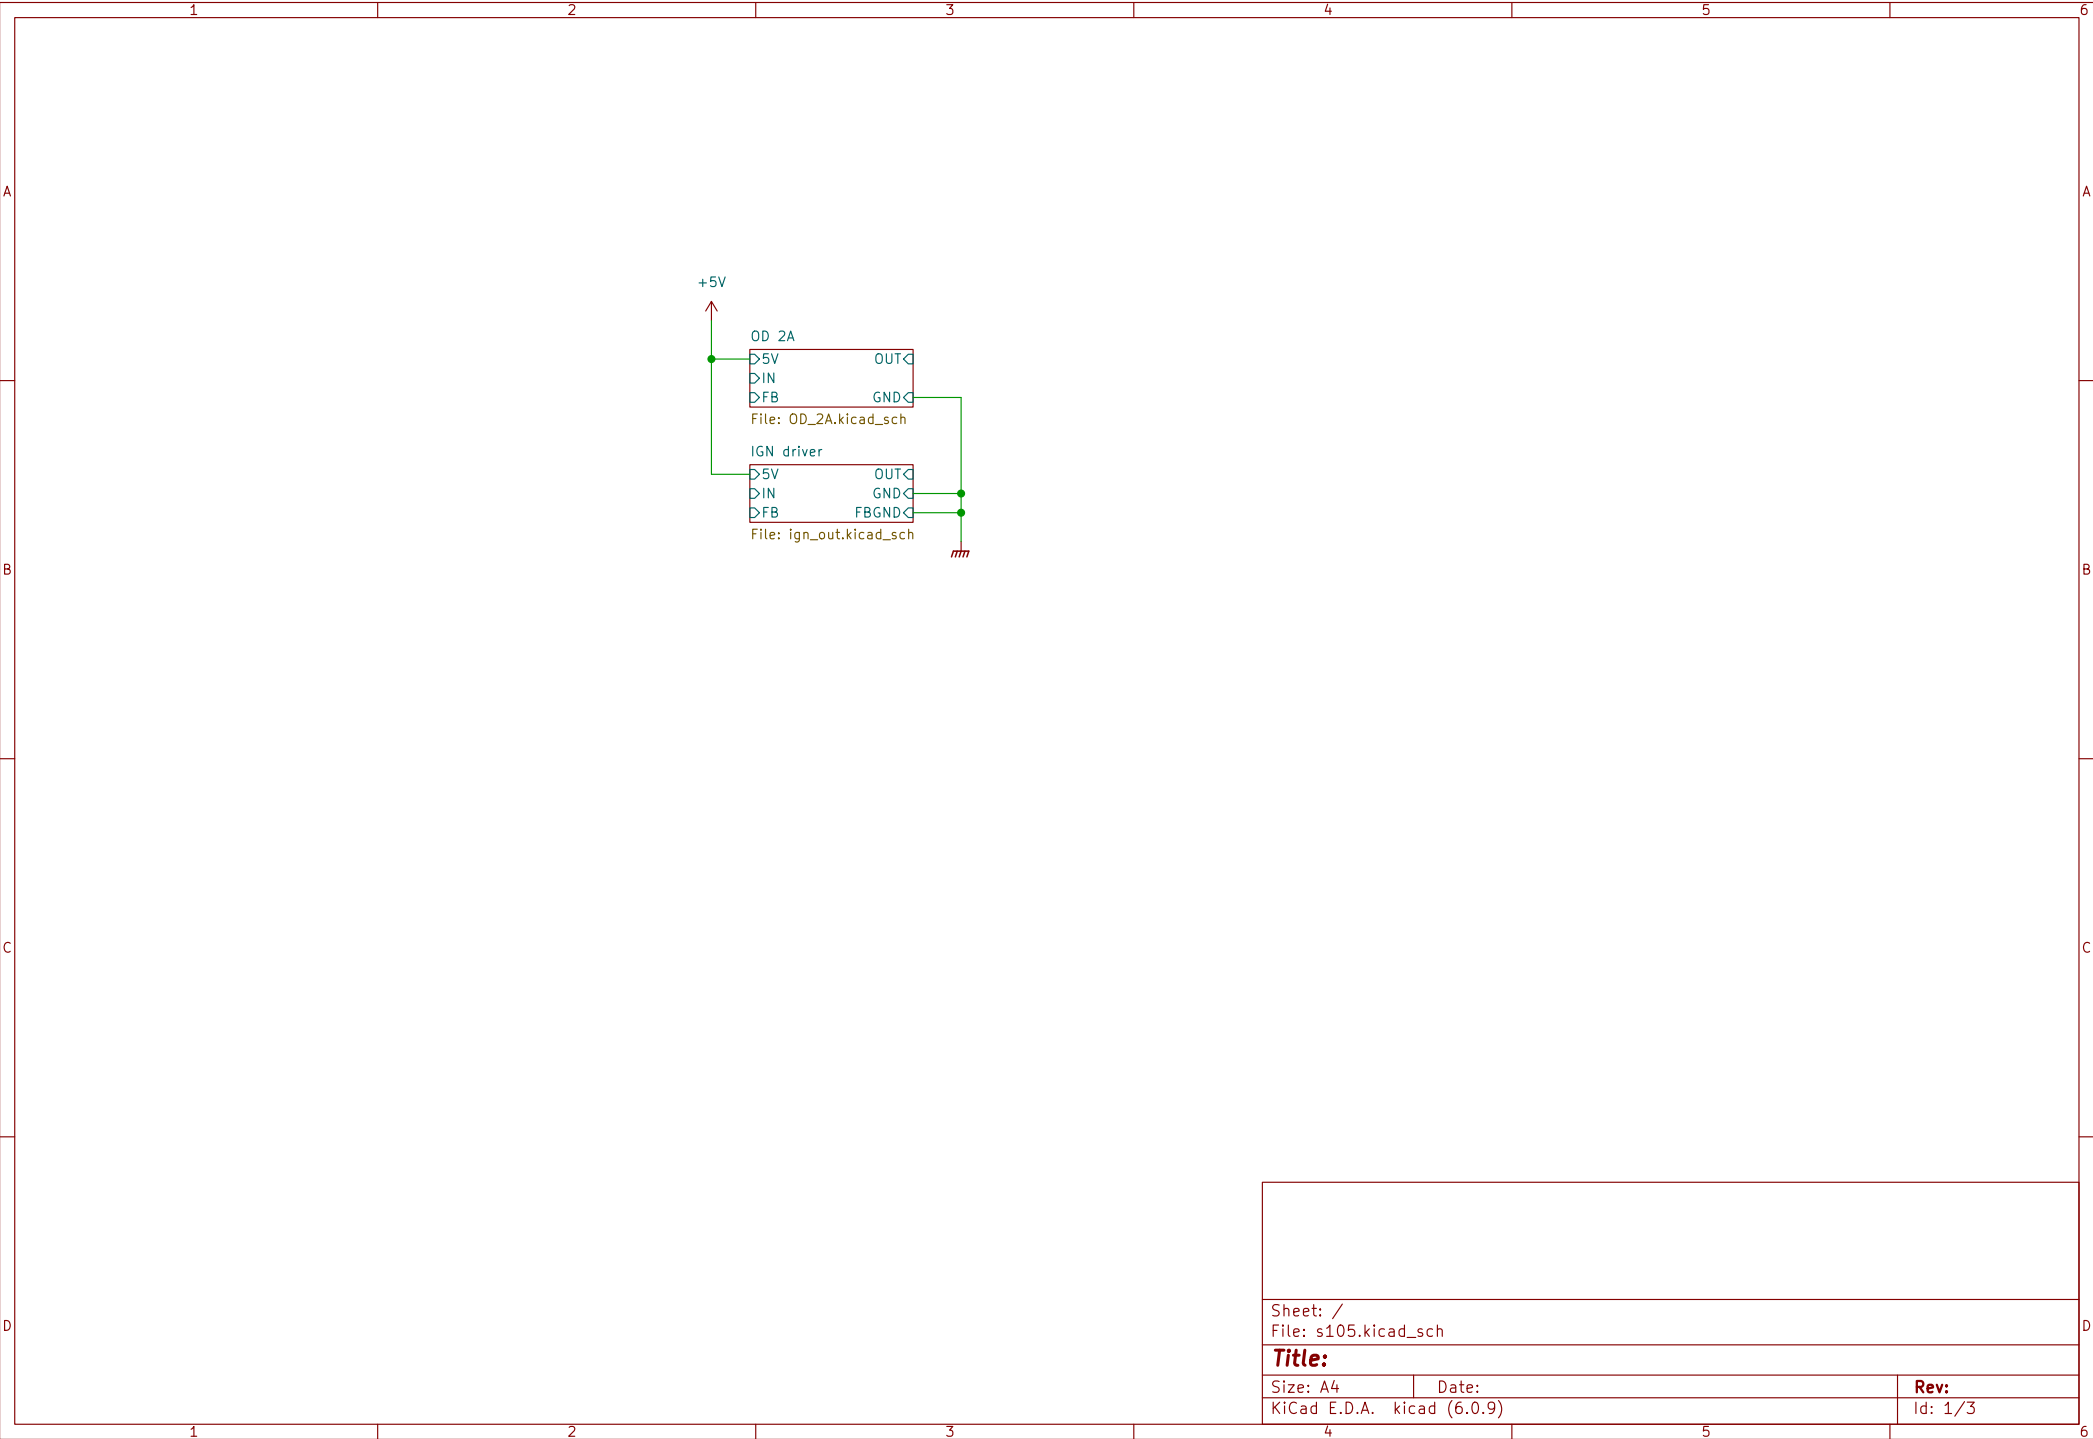 1 2 3 4 5 6
A A
+5V
OD 2A
5V OUT
IN
FB GND
File: OD_2A.kicad_sch
IGN driver
5V OUT
IN GND
FB FBGND
File: ign_out.kicad_sch
B B
C C
Sheet: /
D D
File: s105.kicad_sch
Title:
Size: A4 Date: Rev:
KiCad E.D.A. kicad (6.0.9) Id: 1/3
1 2 3 4 5 6